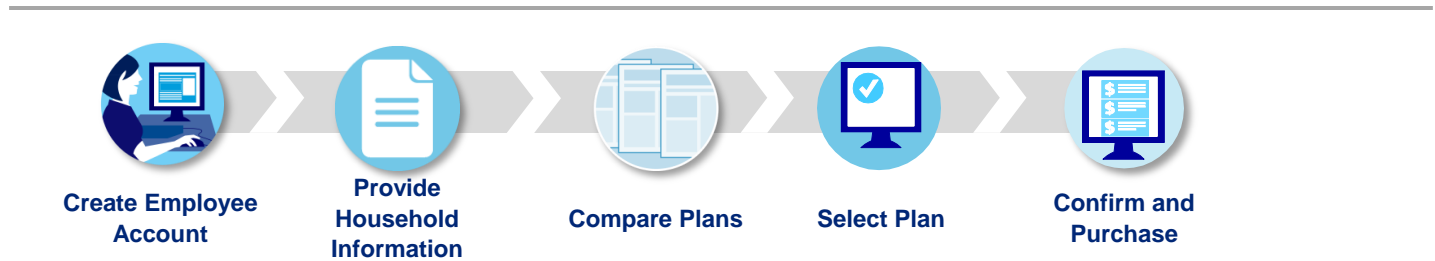 Create Employee
Account
Provide
Household
Information
Compare Plans
Select Plan
Confirm and
Purchase
$
$
$